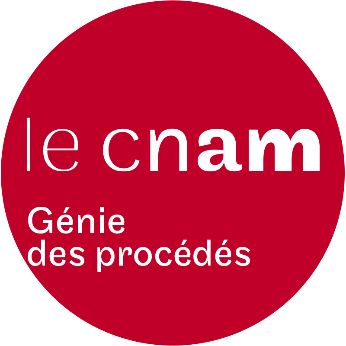 le cnam
Génie
des procédés